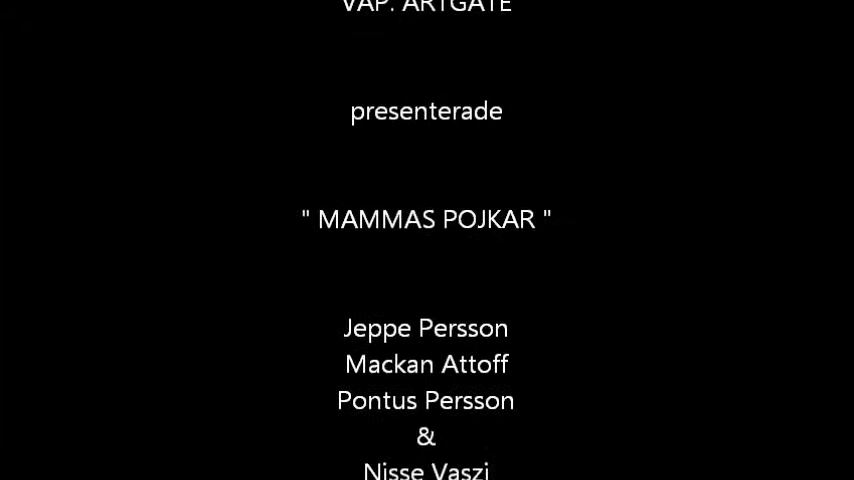 VAP. ARTGATE
presenterade
" MAMMAS POJKAR "
Jeppe Persson
Mackan Attoff
Pontus Persson
&
Nisse Vaszi